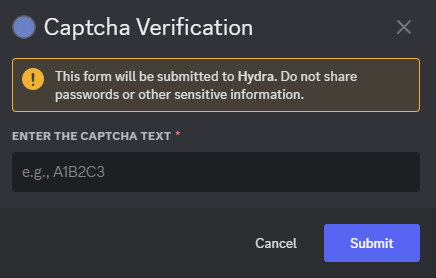 Captcha Verification
This form will be submitted to Hydra. Do not share
passwords or other sensitive information.
ENTER THE CAPTCHA TEXT *
e.g., A1B2C3
Cancel Submit